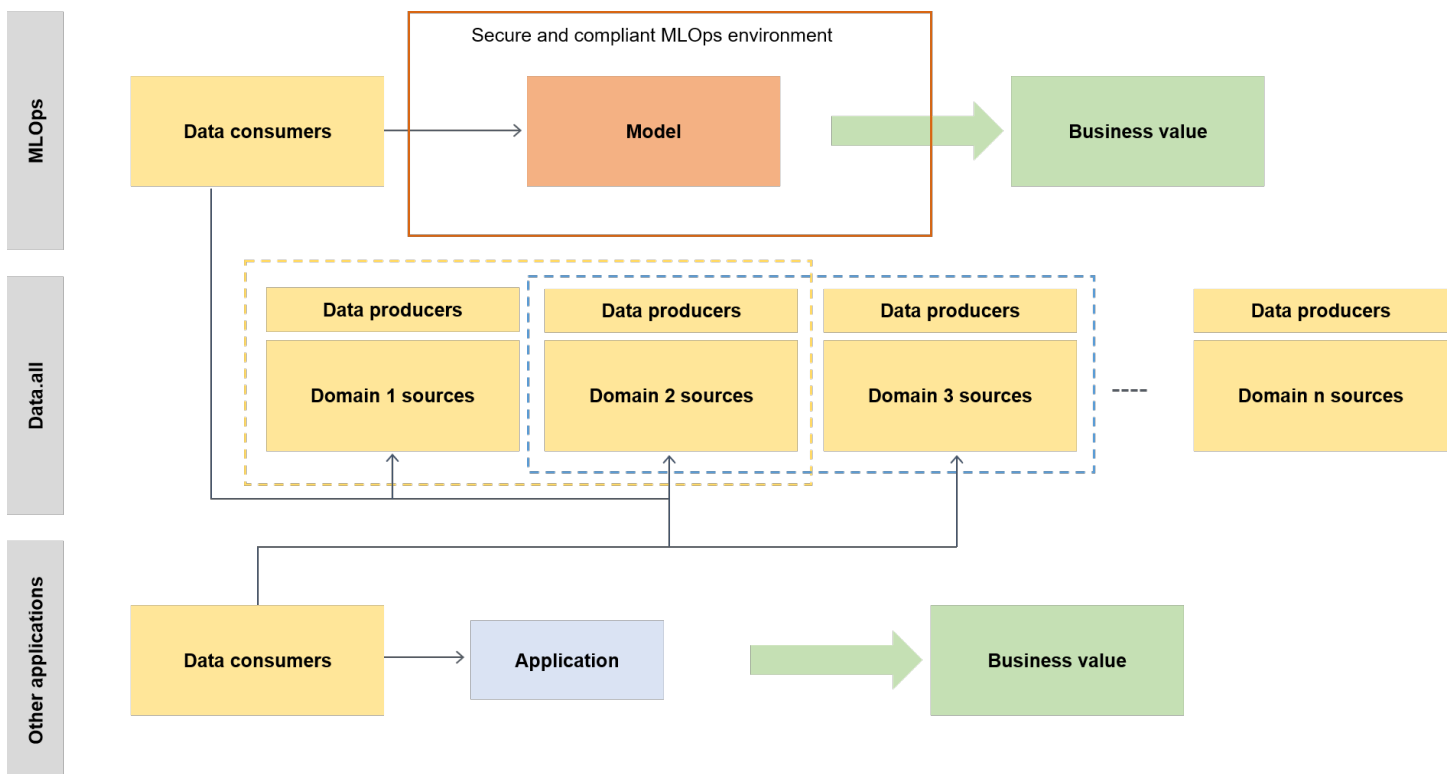 MLOps
Secure and compliant MLOps environment
Data consumers
Model
Business value
Data.all
Data producers
Data producers
Data producers
Data producers
Domain 1 sources
Domain 2 sources
Domain 3 sources
Domain n sources
Other applications
Data consumers
Application
Business value